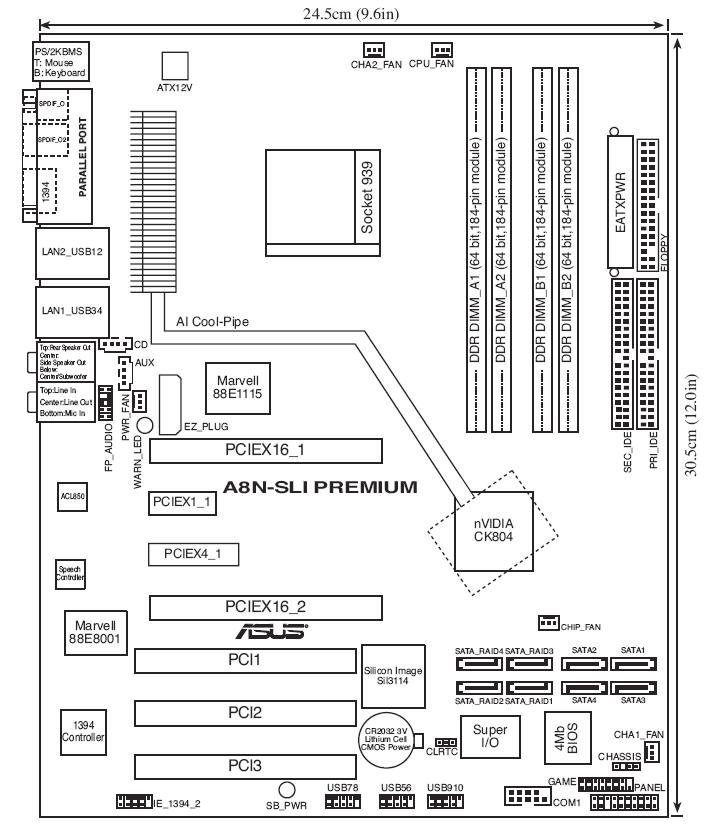 24.5cm (9.6in)
PS/2KBMS
T: Mouse
B: Keyboard
ATX12V
CHA2_FAN
CPU_FAN
SPDIF_O
SPDIF_O2
PARALLEL PORT
1394
Socket 939
DDR DIMM_A1 (64 bit,184-pin module)
DDR DIMM_A2 (64 bit,184-pin module)
DDR DIMM_B1 (64 bit,184-pin module)
DDR DIMM_B2 (64 bit,184-pin module)
EATXPWR
FLOPPY
LAN2_USB12
LAN1_USB34
AI Cool-Pipe
30.5cm (12.0in)
Top:Rear Speaker Out
Center:
Side Speaker Out
Below:
Center/Subwoofer
CD
AUX
Top:Line In
Center:Line Out
Bottom:Mic In
FP_AUDIO
PWR_FAN
WARN_LED
EZ_PLUG
Marvell
88E1115
SEC_IDE
PRI_IDE
PCIEX16_1
A8N-SLI PREMIUM
ACL850
PCIEX1_1
nVIDIA
CK804
PCIEX4_1
Speech
Controller
PCIEX16_2
ASUS
Marvell
88E8001
CHIP_FAN
PCI1
Silicon Image
SiI3114
SATA_RAID4
SATA_RAID3
SATA2
SATA1
SATA_RAID2
SATA_RAID1
SATA4
SATA3
PCI2
1394
Controller
CR2032 3V
Lithium Cell
CMOS Power
CLRTC
Super
I/O
4Mb
BIOS
CHA1_FAN
CHASSIS
PCI3
GAME
PANEL
IE_1394_2
SB_PWR
USB78
USB56
USB910
COM1